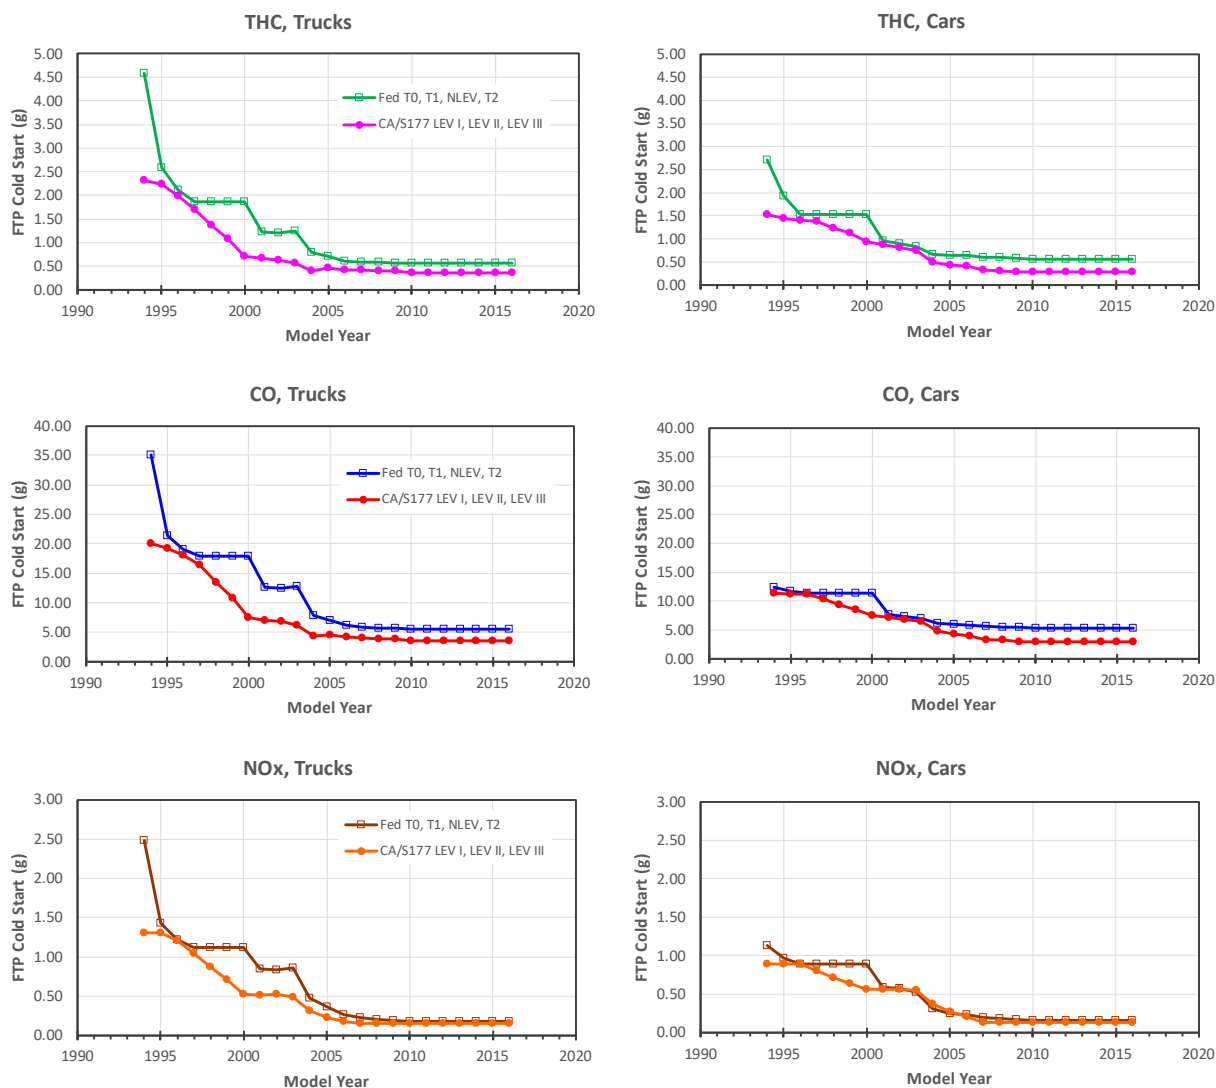 THC, Trucks
FTP Cold Start (g)
5.00
4.50
4.00
3.50
3.00
2.50
2.00
1.50
1.00
0.50
0.00
Fed T0, T1, NLEV, T2
CA/S177 LEV I, LEV II, LEV III
1990 1995 2000 2005 2010 2015 2020
Model Year
THC, Cars
FTP Cold Start (g)
5.00
4.50
4.00
3.50
3.00
2.50
2.00
1.50
1.00
0.50
0.00
1990 1995 2000 2005 2010 2015 2020
Model Year
CO, Trucks
FTP Cold Start (g)
40.00
35.00
30.00
25.00
20.00
15.00
10.00
5.00
0.00
Fed T0, T1, NLEV, T2
CA/S177 LEV I, LEV II, LEV III
1990 1995 2000 2005 2010 2015 2020
Model Year
CO, Cars
FTP Cold Start (g)
40.00
35.00
30.00
25.00
20.00
15.00
10.00
5.00
0.00
1990 1995 2000 2005 2010 2015 2020
Model Year
NOx, Trucks
FTP Cold Start (g)
3.00
2.50
2.00
1.50
1.00
0.50
0.00
Fed T0, T1, NLEV, T2
CA/S177 LEV I, LEV II, LEV III
1990 1995 2000 2005 2010 2015 2020
Model Year
NOx, Cars
FTP Cold Start (g)
3.00
2.50
2.00
1.50
1.00
0.50
0.00
1990 1995 2000 2005 2010 2015 2020
Model Year